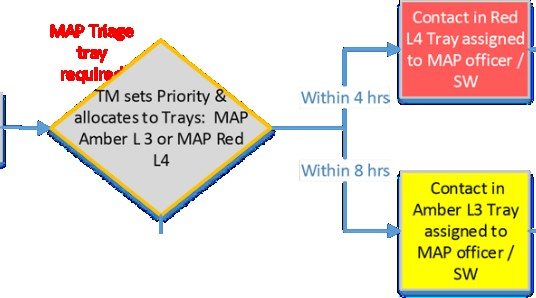 MAP Triage
tray
required
TM sets Priority &
allocates to Trays:  MAP
Amber L 3 or MAP Red
L4
Within 4 hrs
Contact in Red
L4 Tray assigned
to MAP officer /
SW
Within 8 hrs
Contact in
Amber L3 Tray
assigned to
MAP officer /
SW